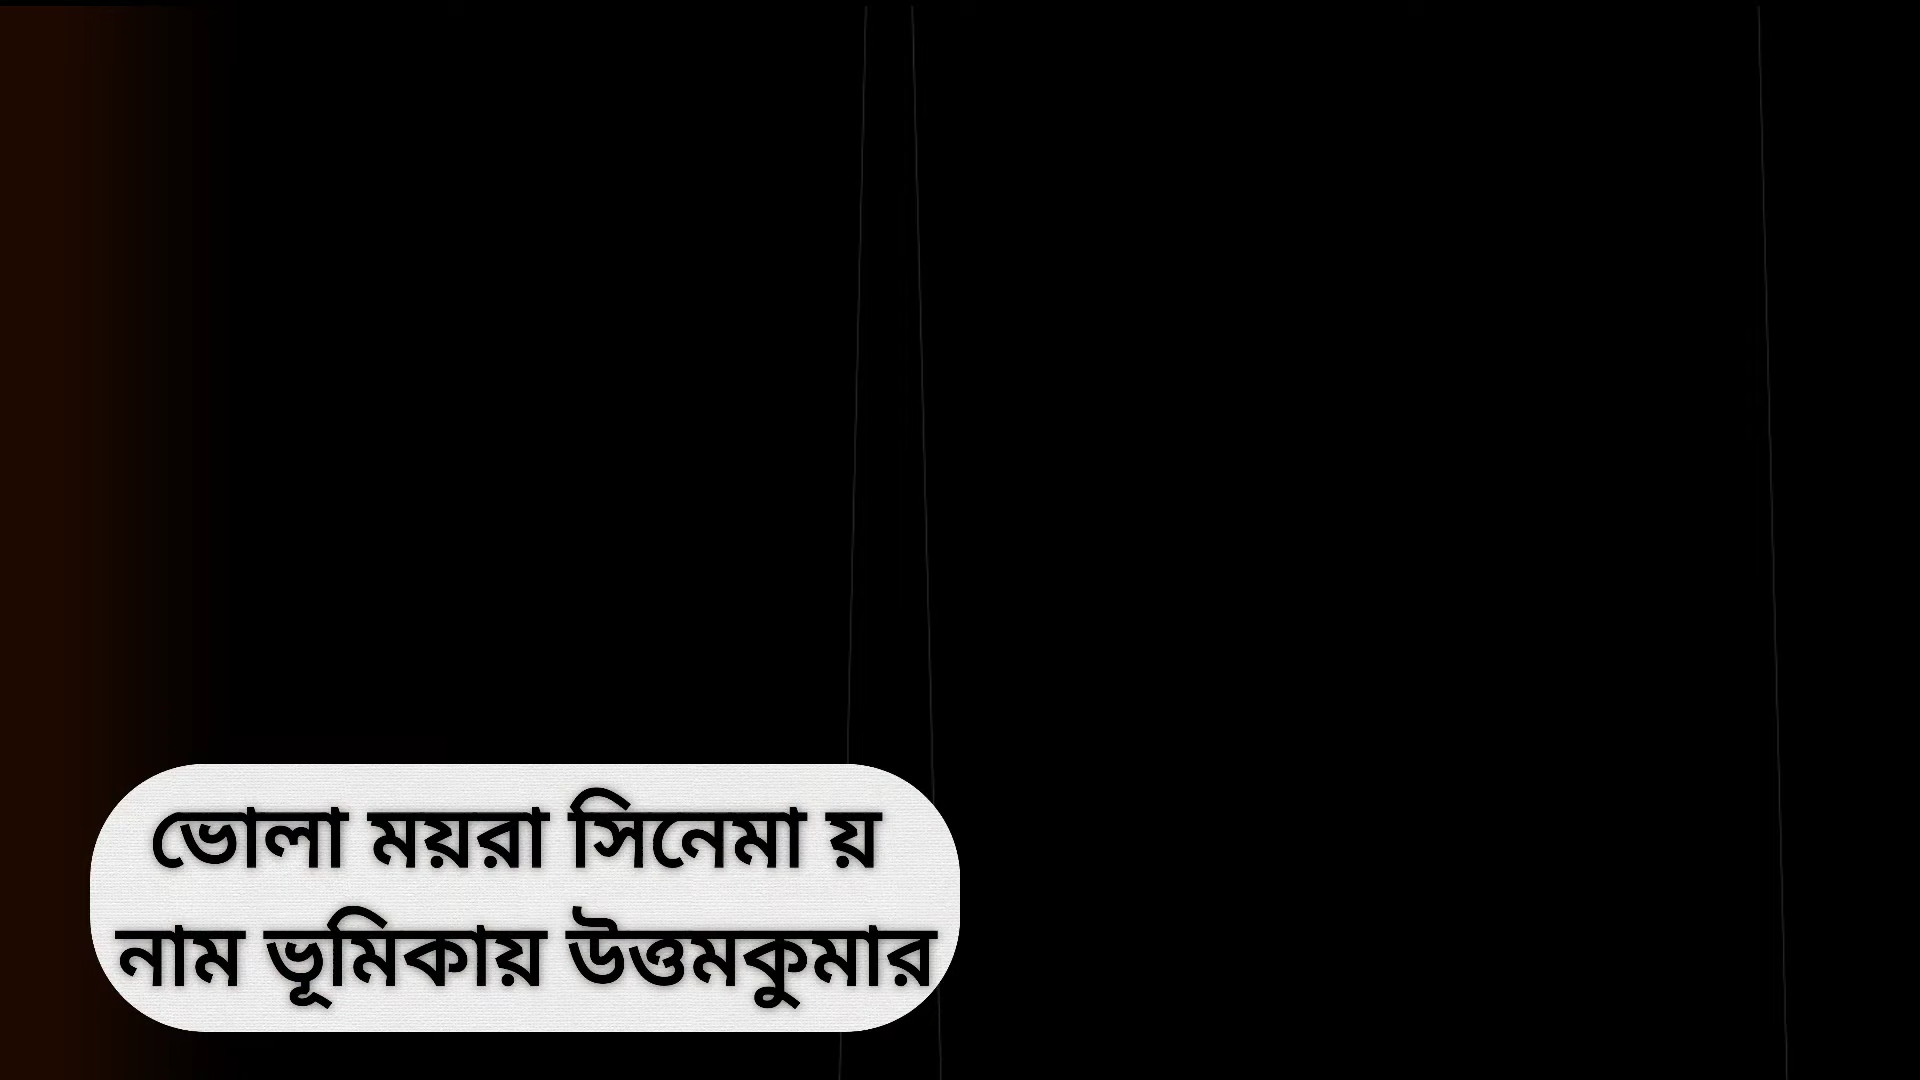 ভোলা ময়রা সিনেমা য়
নাম ভূমিকায় উত্তমকুমার